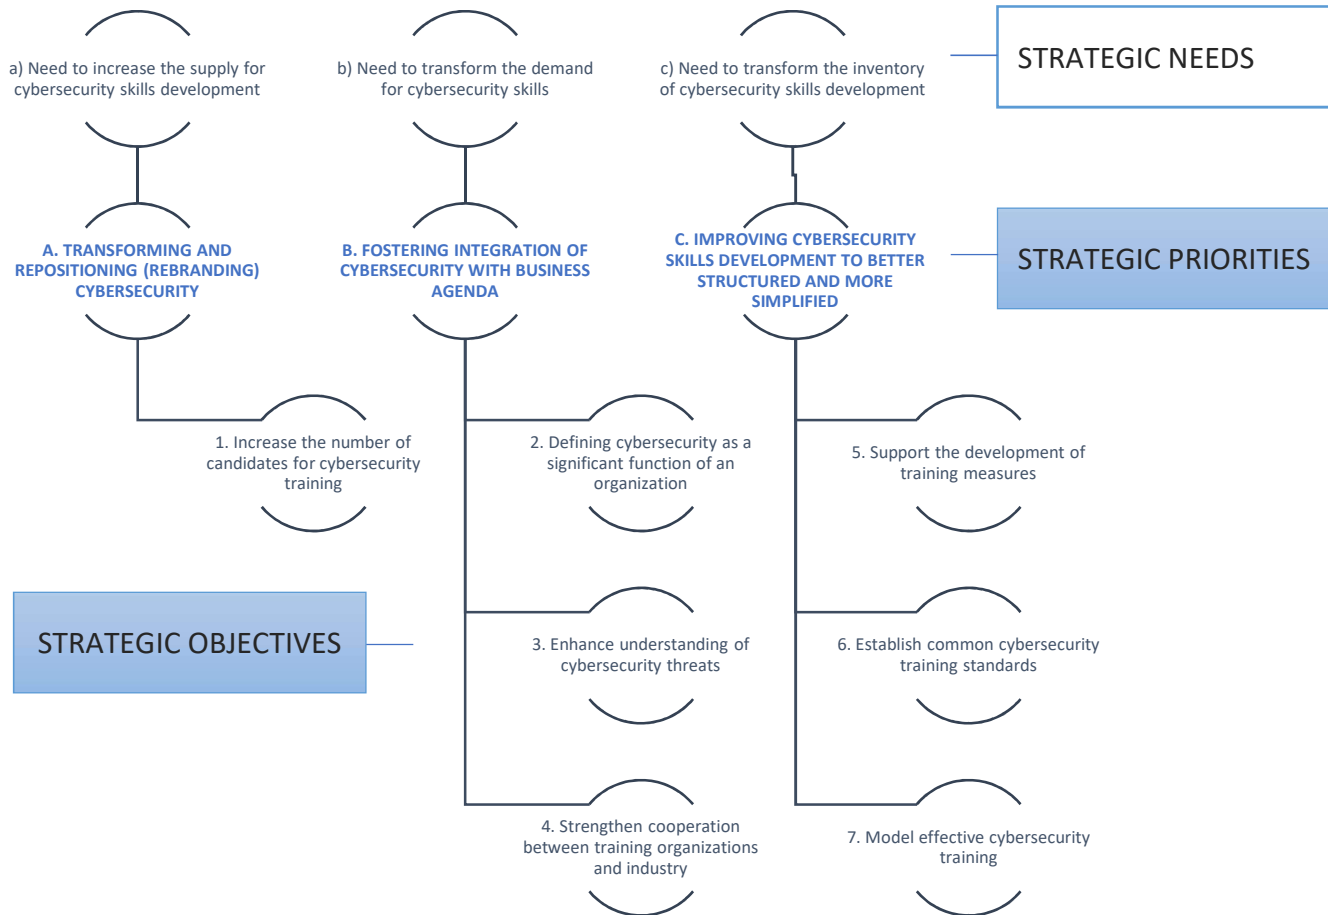 a) Need to increase the supply for
cybersecurity skills development
b) Need to transform the demand
for cybersecurity skills
c) Need to transform the inventory
of cybersecurity skills development
STRATEGIC NEEDS
A. TRANSFORMING AND
REPOSITIONING (REBRANDING)
CYBERSECURITY
B. FOSTERING INTEGRATION OF
CYBERSECURITY WITH BUSINESS
AGENDA
C. IMPROVING CYBERSECURITY
SKILLS DEVELOPMENT TO BETTER
STRUCTURED AND MORE
SIMPLIFIED
STRATEGIC PRIORITIES
1. Increase the number of
candidates for cybersecurity
training
2. Defining cybersecurity as a
significant function of an
organization
5. Support the development of
training measures
STRATEGIC OBJECTIVES
3. Enhance understanding of
cybersecurity threats
6. Establish common cybersecurity
training standards
4. Strengthen cooperation
between training organizations
and industry
7. Model effective cybersecurity
training